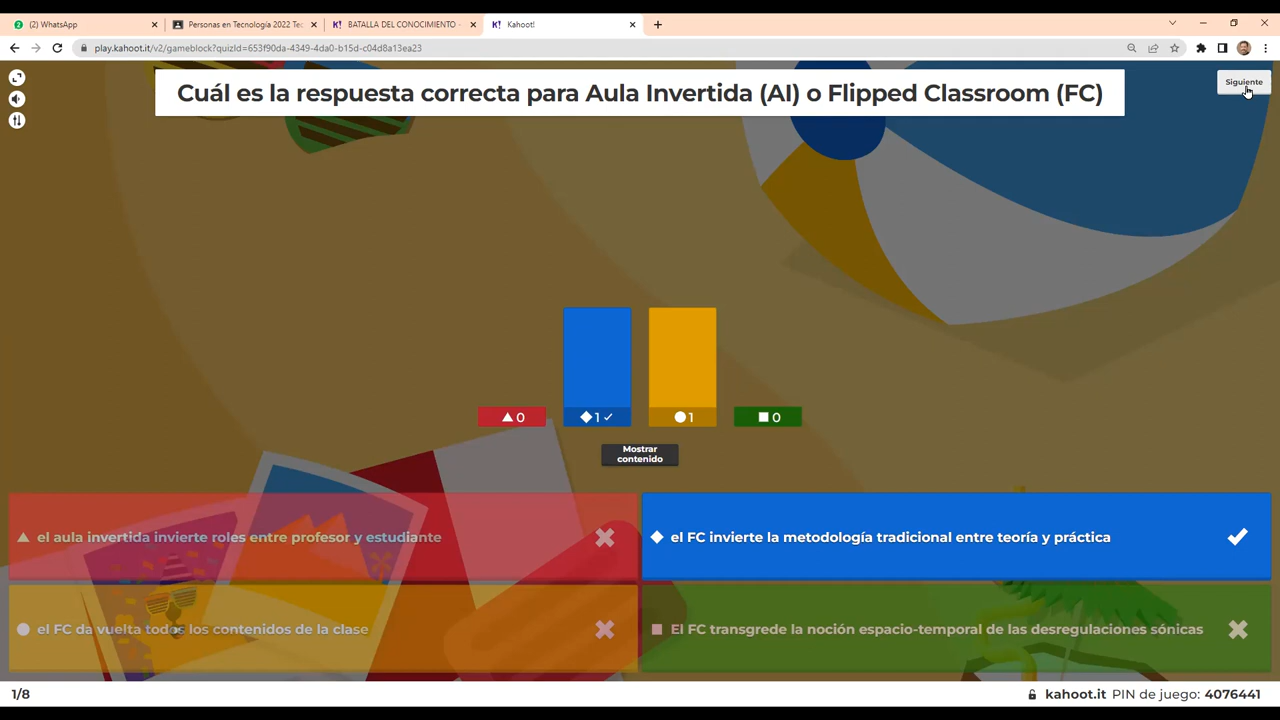 (2) WhatsApp
Personas en Tecnología 2022 Tec
BATALLA DEL CONOCIMIENTO -
Kahoot!
play.kahoot.it/v2/gameblock?quizId=653f90da-4349-4da0-b15d-c04d8a13ea23
Cuál es la respuesta correcta para Aula Invertida (AI) o Flipped Classroom (FC)
Siguiente
0
1
1
0
Mostrar
contenido
el aula invertida invierte roles entre profesor y estudiante
el FC invierte la metodología tradicional entre teoría y práctica
el FC da vuelta todos los contenidos de la clase
El FC transgrede la noción espacio-temporal de las desregulaciones sónicas
1/8
kahoot.it PIN de juego: 4076441